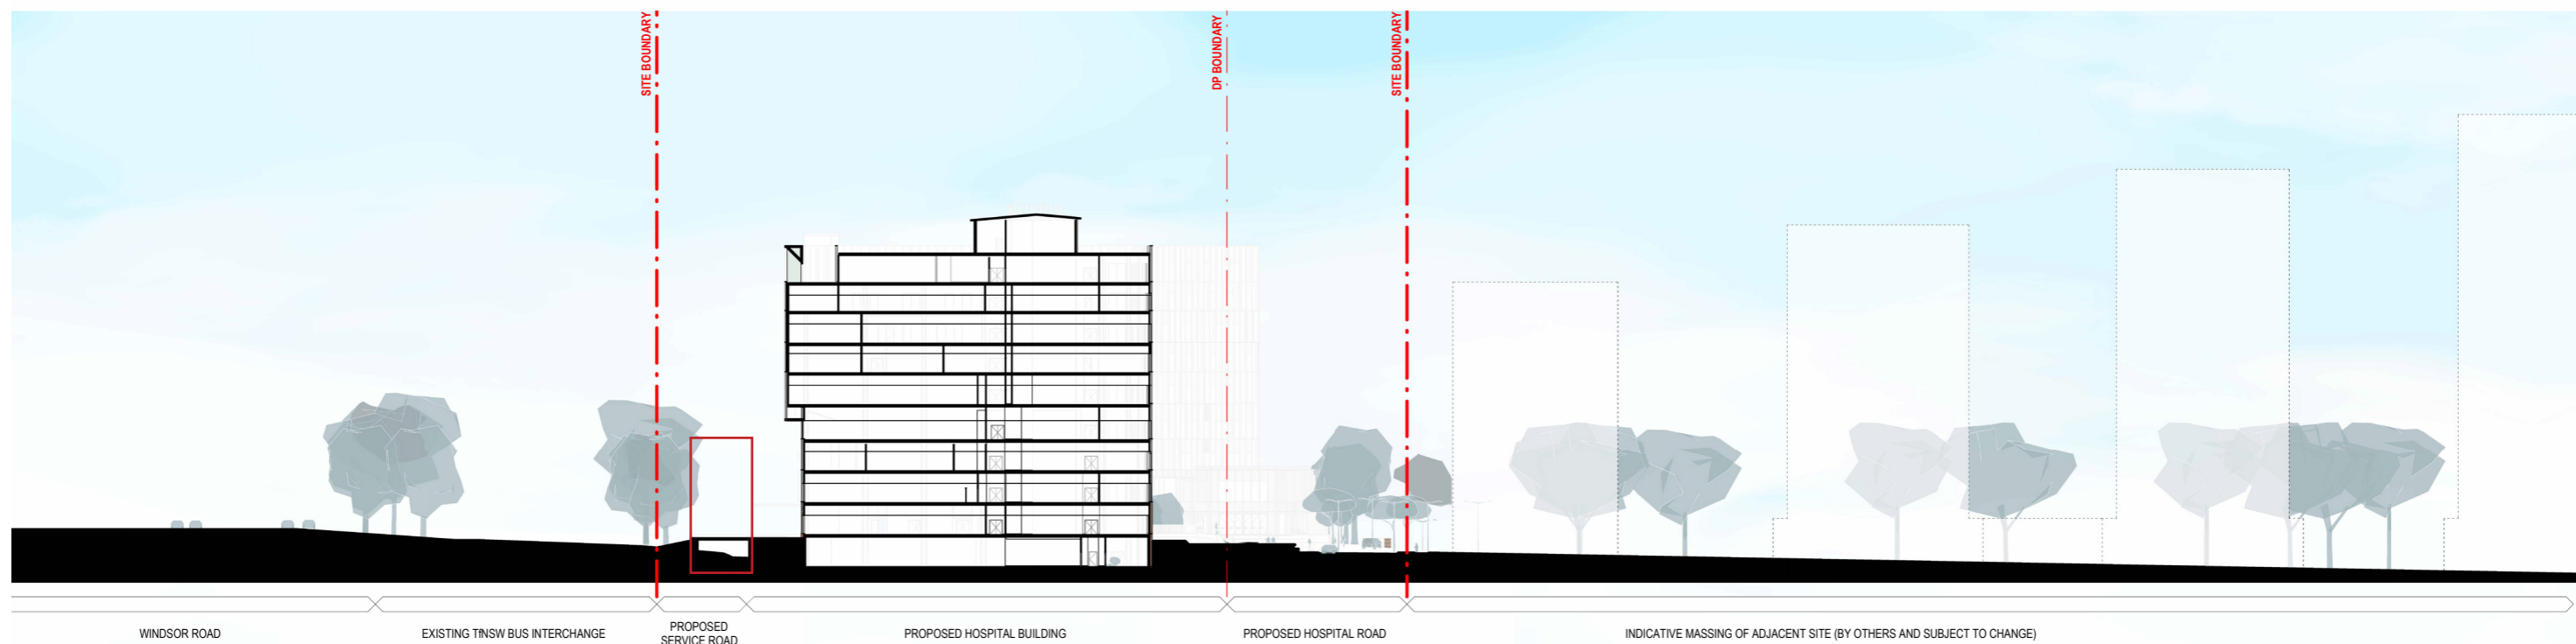 SITE BOUNDARY
DP BOUNDARY
SITE BOUNDARY
WINDSOR ROAD
EXISTING TfNSW BUS INTERCHANGE
PROPOSED
SERVICE ROAD
PROPOSED HOSPITAL BUILDING
PROPOSED HOSPITAL ROAD
INDICATIVE MASSING OF ADJACENT SITE (BY OTHERS AND SUBJECT TO CHANGE)